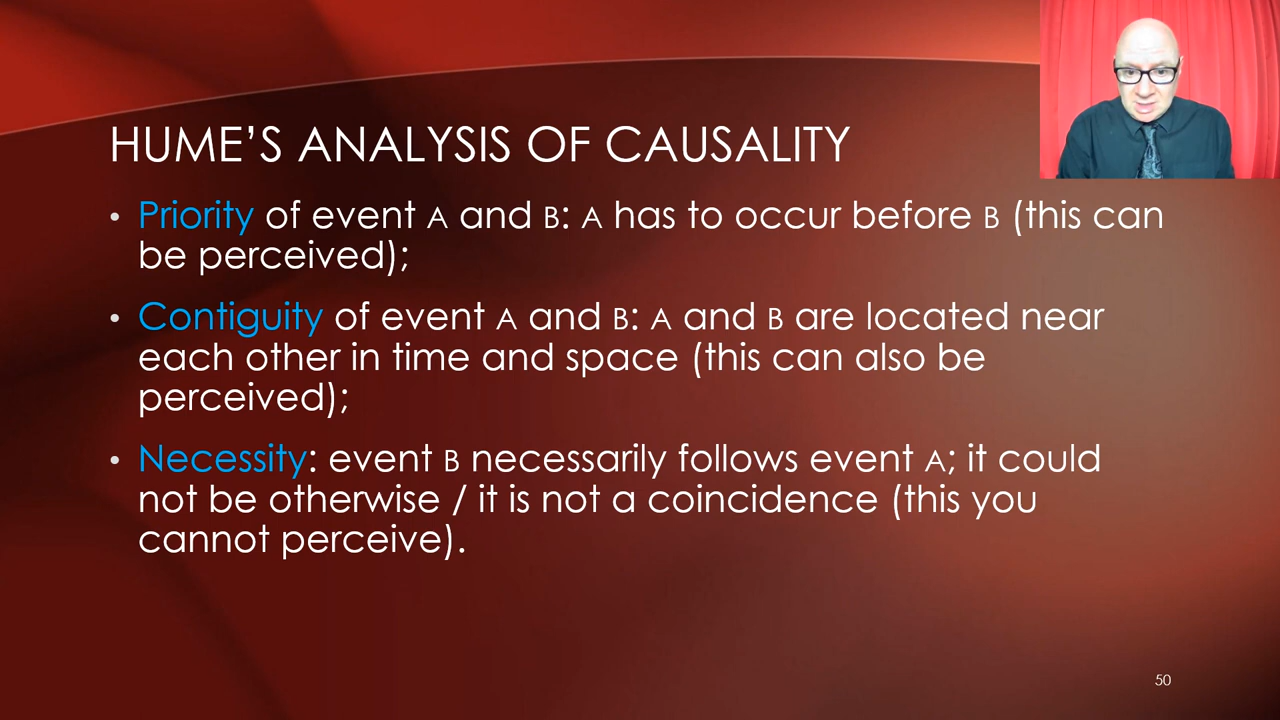 HUME’S ANALYSIS OF CAUSALITY
• Priority of event A and B: A has to occur before B (this can
be perceived);
• Contiguity of event A and B: A and B are located near
each other in time and space (this can also be
perceived);
• Necessity: event B necessarily follows event A; it could
not be otherwise / it is not a coincidence (this you
cannot perceive).
50